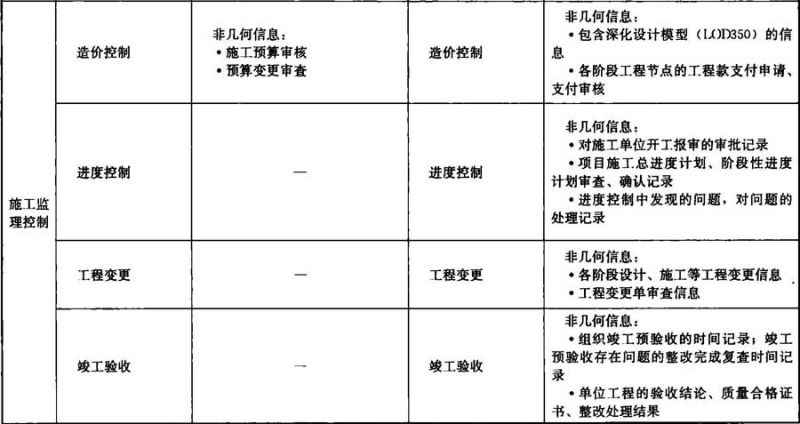 施工监
理控制
造价控制
非几何信息：
•施工预算审核
•预算变更审查
造价控制
非几何信息：
•包含深化设计模型（LOD350）的信
息
•各阶段工程节点的工程款支付申请、
支付审核
进度控制
—
进度控制
非几何信息：
•对施工单位开工报审的审批记录
•项目施工总进度计划、阶段性进度
计划审查、确认记录
•进度控制中发现的问题，对问题的
处理记录
工程变更
—
工程变更
非几何信息：
•各阶段设计、施工等工程变更信息
•工程变更单审查信息
竣工验收
—
竣工验收
非几何信息：
•组织竣工预验收的时间记录；竣工
预验收存在问题的整改完成复查时间记
录
•单位工程的验收结论、质量合格证
书、整改处理结果